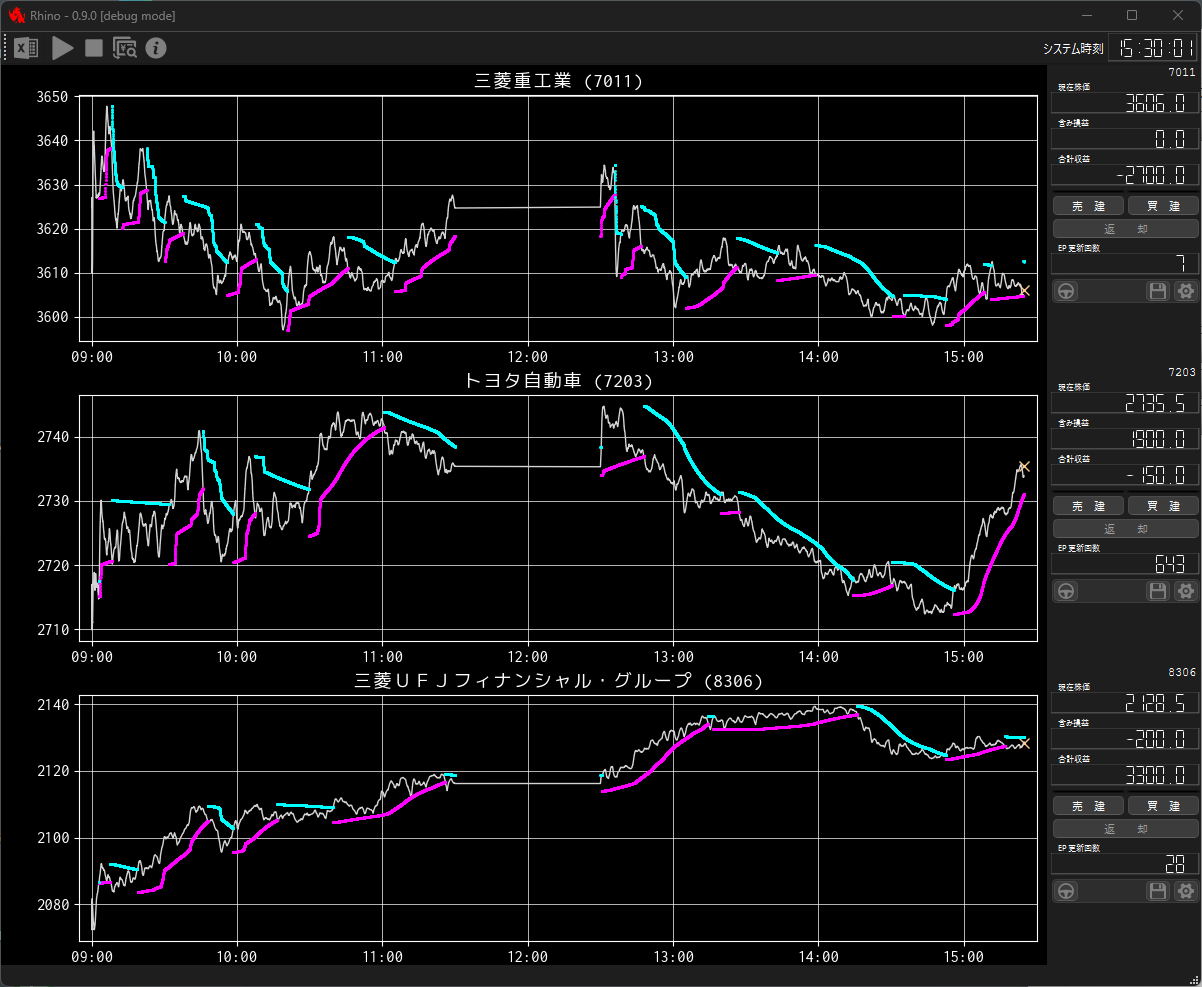 Rhino - 0.9.0 [debug mode]
システム時刻 15:30:01
三菱重工業 (7011)
3650
3640
3630
3620
3610
3600
09:00 10:00 11:00 12:00 13:00 14:00 15:00
7011
現在株価
3606.0
含み損益
0.0
合計収益
-2700.0
売 建 買 建
返 却
EP 更新回数
7
トヨタ自動車 (7203)
2740
2730
2720
2710
09:00 10:00 11:00 12:00 13:00 14:00 15:00
7203
現在株価
2735.5
含み損益
1900.0
合計収益
-150.0
売 建 買 建
返 却
EP 更新回数
643
三菱UFJフィナンシャル・グループ (8306)
2140
2120
2100
2080
09:00 10:00 11:00 12:00 13:00 14:00 15:00
8306
現在株価
2128.5
含み損益
-200.0
合計収益
3300.0
売 建 買 建
返 却
EP 更新回数
28